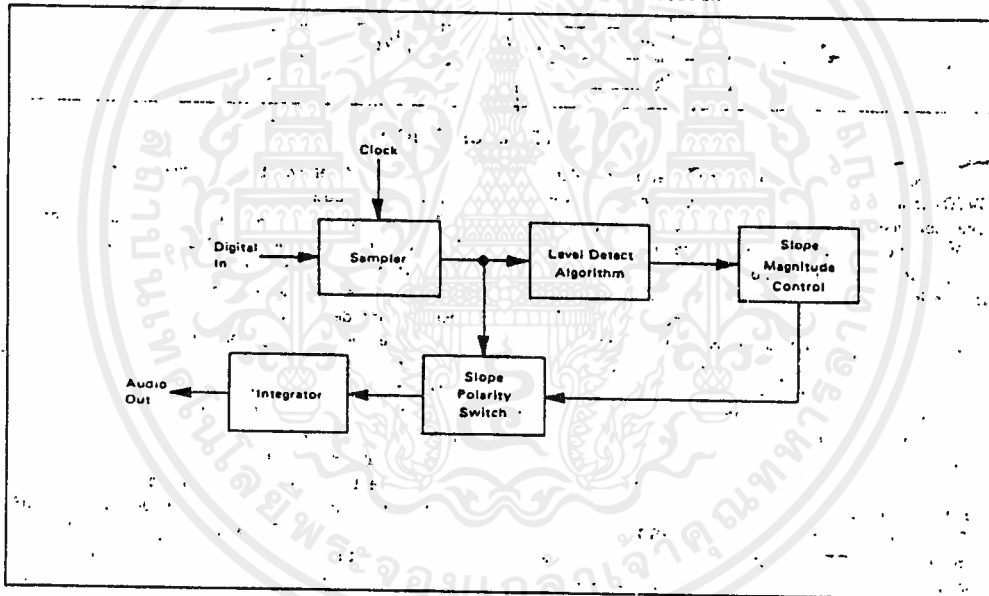 Clock
Digital
In
Sampler
Level Detect
Algorithm
Slope
Magnitude
Control
Audio
Out
Integrator
Slope
Polarity
Switch